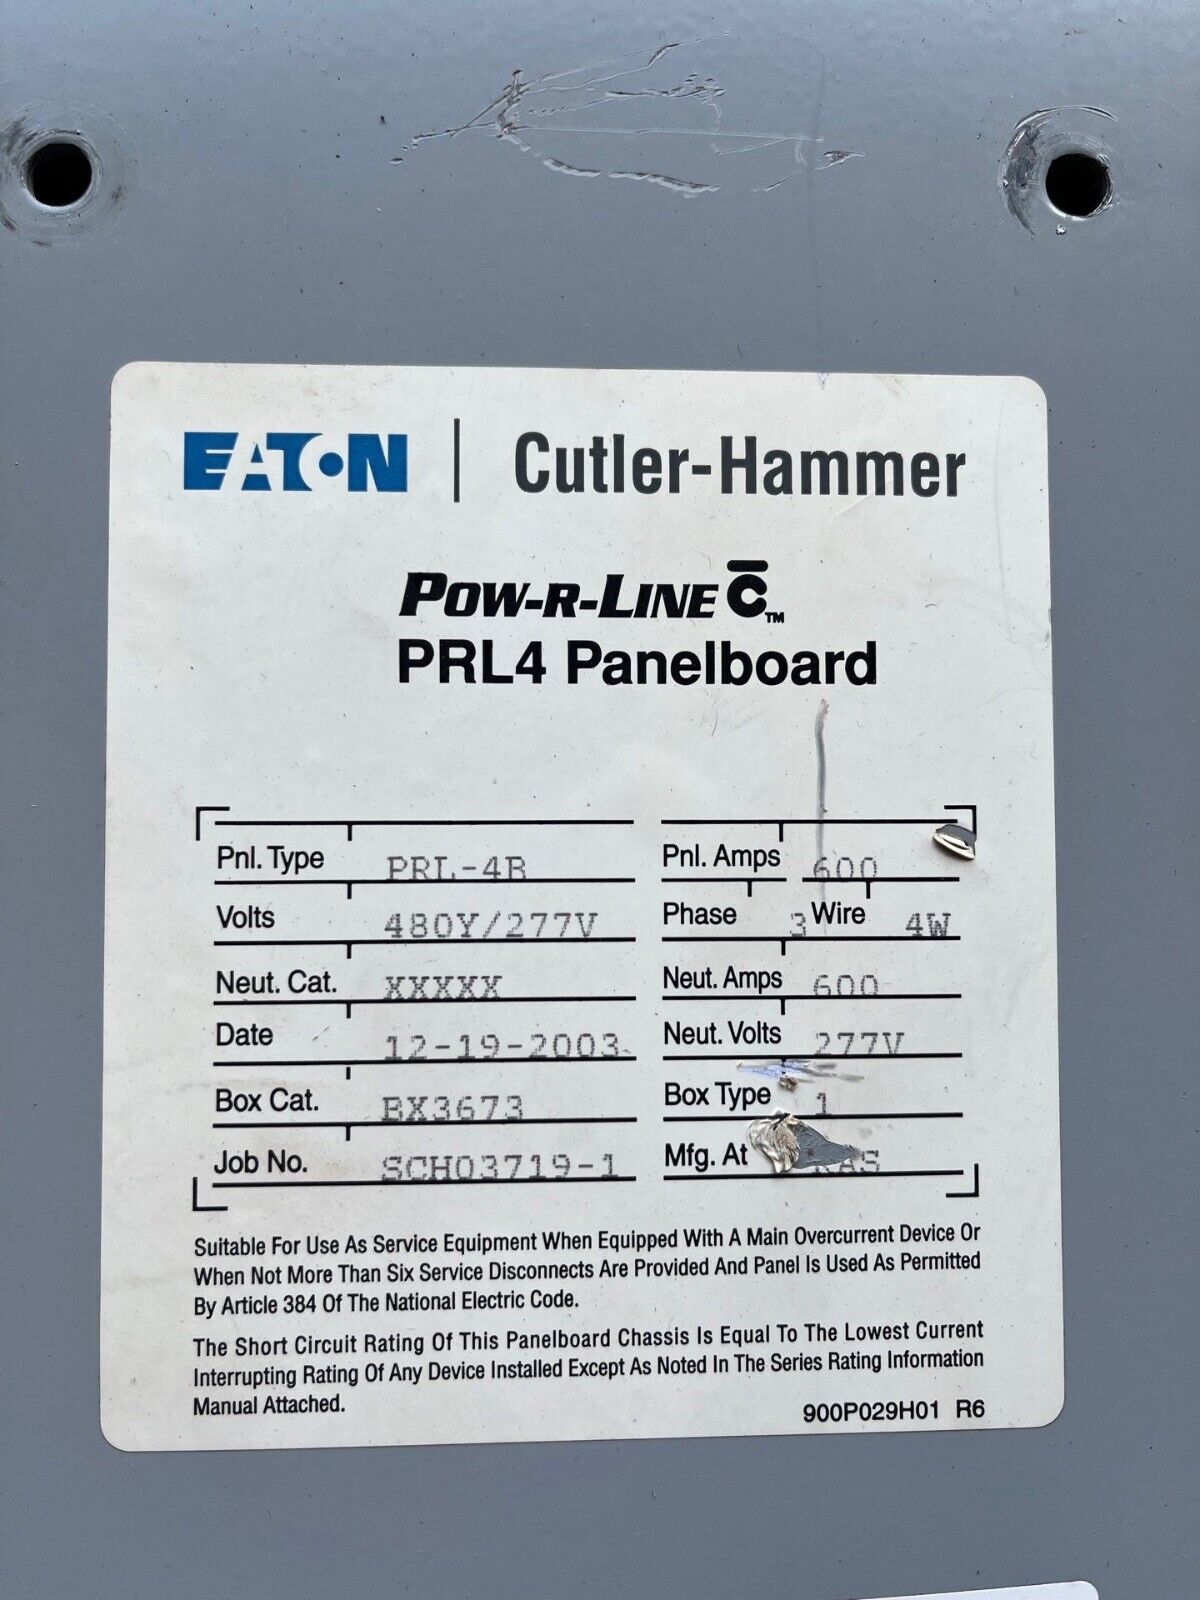 EATON | Cutler-Hammer
POW-R-LINE C™
PRL4 Panelboard
Pnl. Type PRL-4B Pnl. Amps 600
Volts 480Y/277V Phase 3 Wire 4W
Neut. Cat. XXXXX Neut. Amps 600
Date 12-19-2003 Neut. Volts 277V
Box Cat. BX3673 Box Type 1
Job No. SCH03719-1 Mfg. At
Suitable For Use As Service Equipment When Equipped With A Main Overcurrent Device Or
When Not More Than Six Service Disconnects Are Provided And Panel Is Used As Permitted
By Article 384 Of The National Electric Code.
The Short Circuit Rating Of This Panelboard Chassis Is Equal To The Lowest Current
Interrupting Rating Of Any Device Installed Except As Noted In The Series Rating Information
Manual Attached.
900P029H01 R6